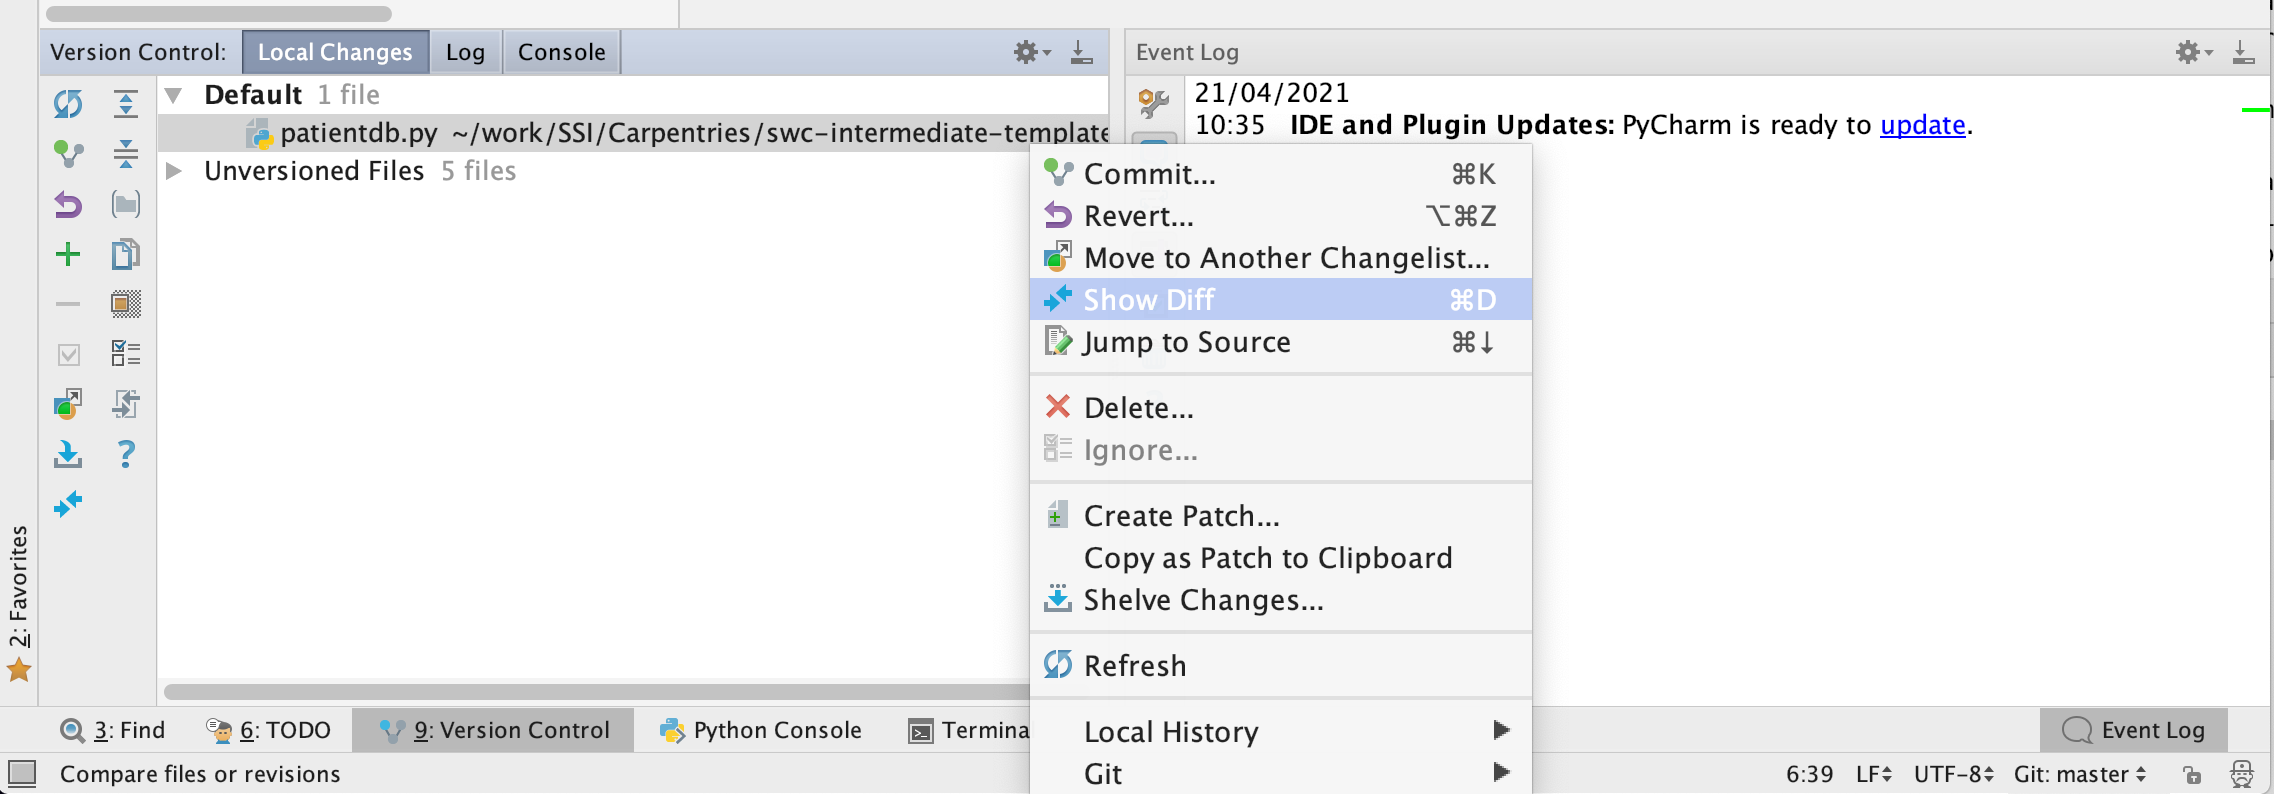 Version Control: Local Changes Log Console
Event Log
Default 1 file
patientdb.py ~/work/SSI/Carpentries/swc-intermediate-template
Unversioned Files 5 files
21/04/2021
10:35 IDE and Plugin Updates: PyCharm is ready to update.
Commit... ⌘K
Revert... ⌥⌘Z
Move to Another Changelist...
Show Diff ⌘D
Jump to Source ⌘↓
Delete...
Ignore...
Create Patch...
Copy as Patch to Clipboard
Shelve Changes...
Refresh
Local History
Git
2: Favorites
3: Find 6: TODO 9: Version Control Python Console Termina
Event Log
Compare files or revisions
6:39 LF UTF-8 Git: master